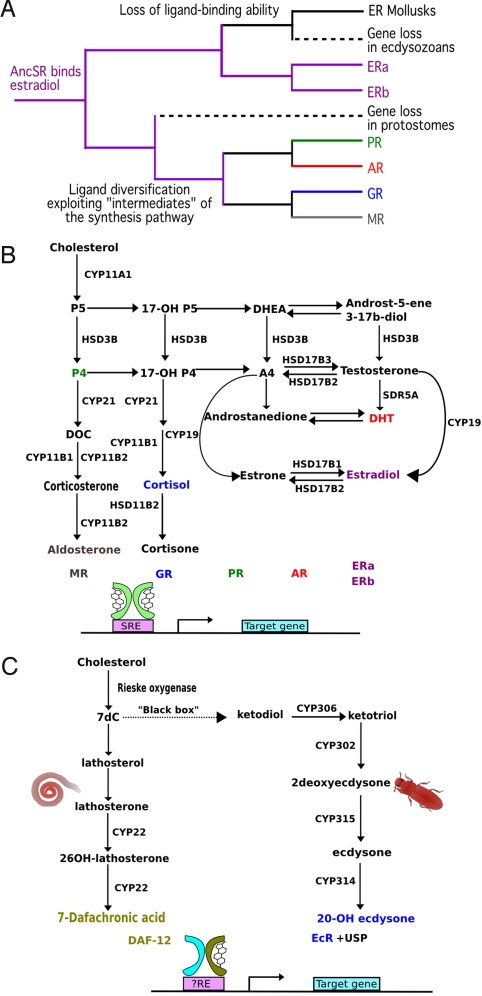 A
Loss of ligand-binding ability
ER Mollusks
Gene loss
in ecdysozoans
AncSR binds
estradiol
ERa
ERb
Gene loss
in protostomes
PR
AR
Ligand diversification
exploiting "intermediates" of
the synthesis pathway
GR
MR
B
Cholesterol
CYP11A1
P5
17-OH P5
DHEA
Androst-5-ene
3-17b-diol
HSD3B
HSD3B
HSD3B
HSD3B
P4
17-OH P4
A4
HSD17B3
HSD17B2
Testosterone
CYP21
CYP21
SDR5A
DOC
CYP11B1
CYP19
Androstanedione
DHT
CYP19
CYP11B1
CYP11B2
Corticosterone
Cortisol
Estrone
HSD17B1
HSD17B2
Estradiol
CYP11B2
HSD11B2
Aldosterone
Cortisone
MR
GR
PR
AR
ERa
ERb
SRE
Target gene
C
Cholesterol
Rieske oxygenase
7dC
"Black box"
ketodiol
CYP306
ketotriol
CYP302
lathosterol
2deoxyecdysone
lathosterone
CYP315
CYP22
26OH-lathosterone
ecdysone
CYP22
CYP314
7-Dafachronic acid
20-OH ecdysone
DAF-12
EcR +USP
?RE
Target gene